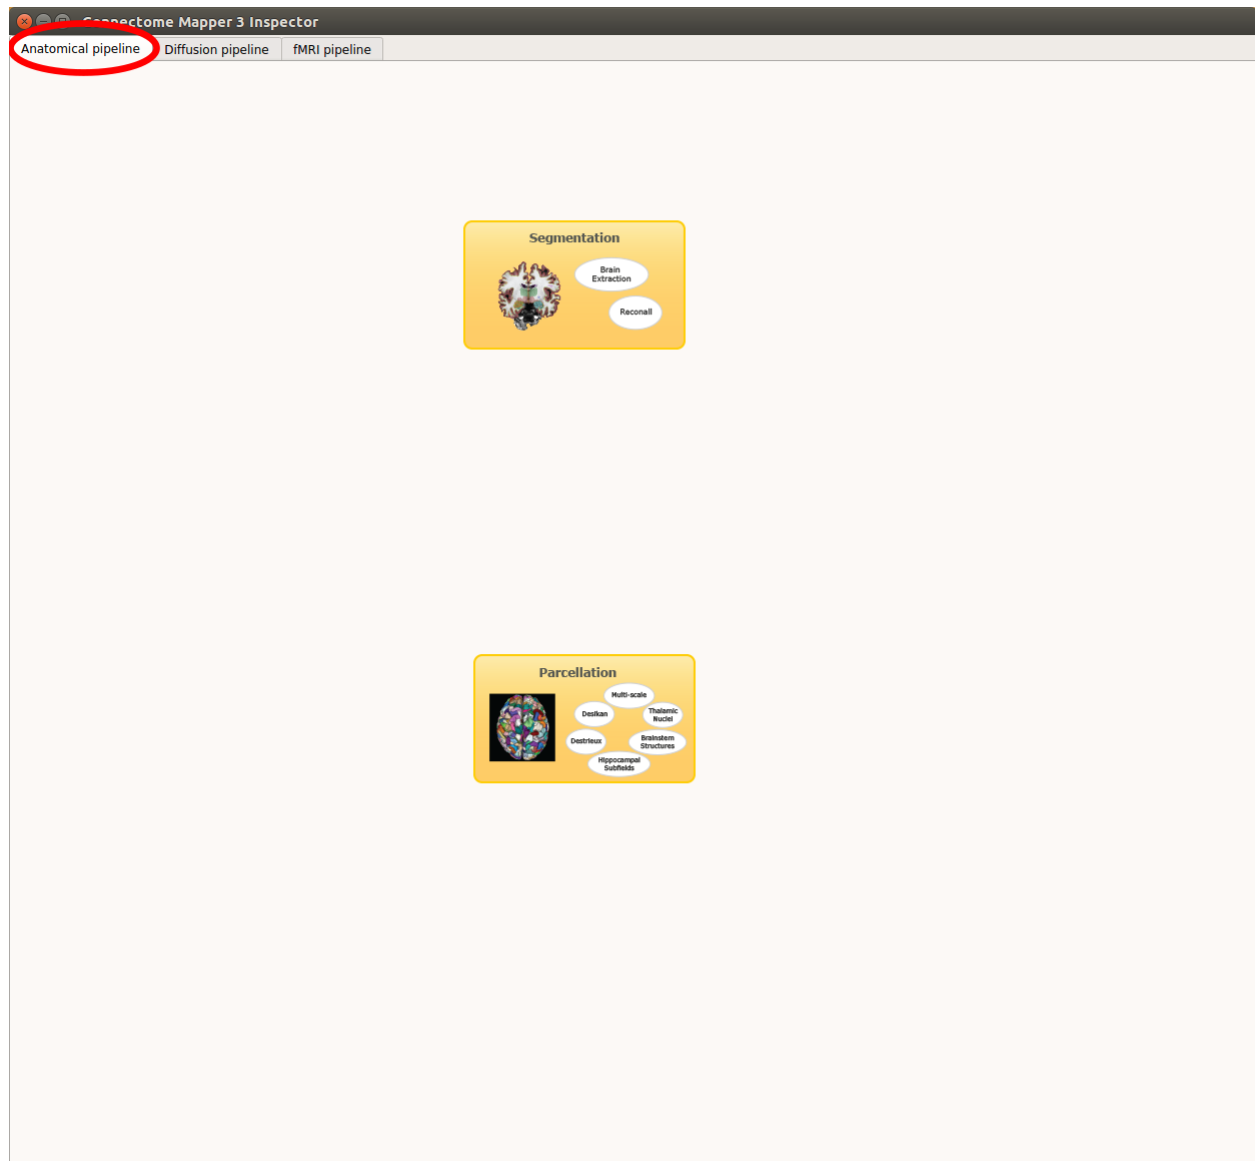 Connectome Mapper 3 Inspector
Anatomical pipeline
Diffusion pipeline
fMRI pipeline
Segmentation
Brain
Extraction
Reconall
Parcellation
Multi-scale
Desikan
Thalamic
Nuclei
Destrieux
Brainstem
Structures
Hippocampal
Subfields